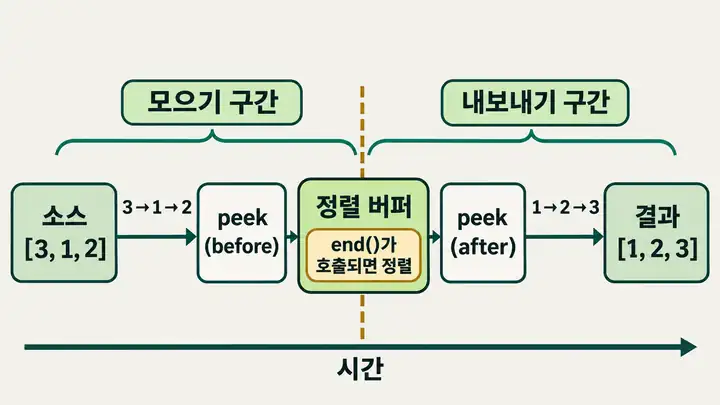 모으기 구간
내보내기 구간
소스
[3, 1, 2]
3→1→2
peek
(before)
정렬 버퍼
end()가
호출되면 정렬
peek
(after)
1→2→3
결과
[1, 2, 3]
시간